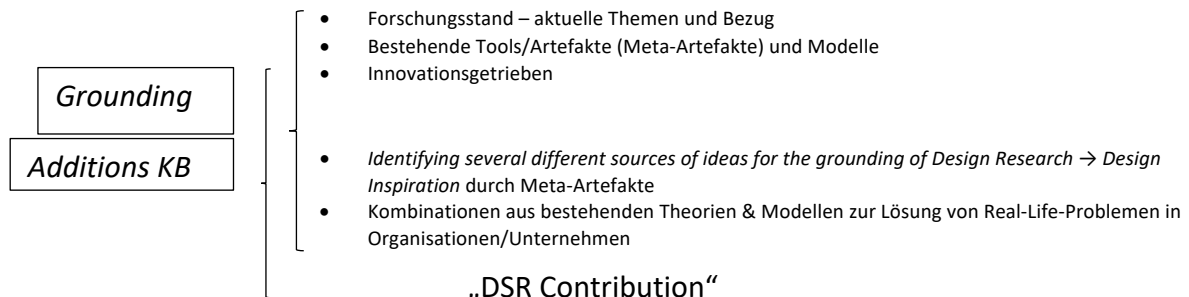 • Forschungsstand – aktuelle Themen und Bezug
• Bestehende Tools/Artefakte (Meta-Artefakte) und Modelle
• Innovationsgetrieben
Grounding
Additions KB
• Identifying several different sources of ideas for the grounding of Design Research → Design
Inspiration durch Meta-Artefakte
• Kombinationen aus bestehenden Theorien & Modellen zur Lösung von Real-Life-Problemen in
Organisationen/Unternehmen
„DSR Contribution“